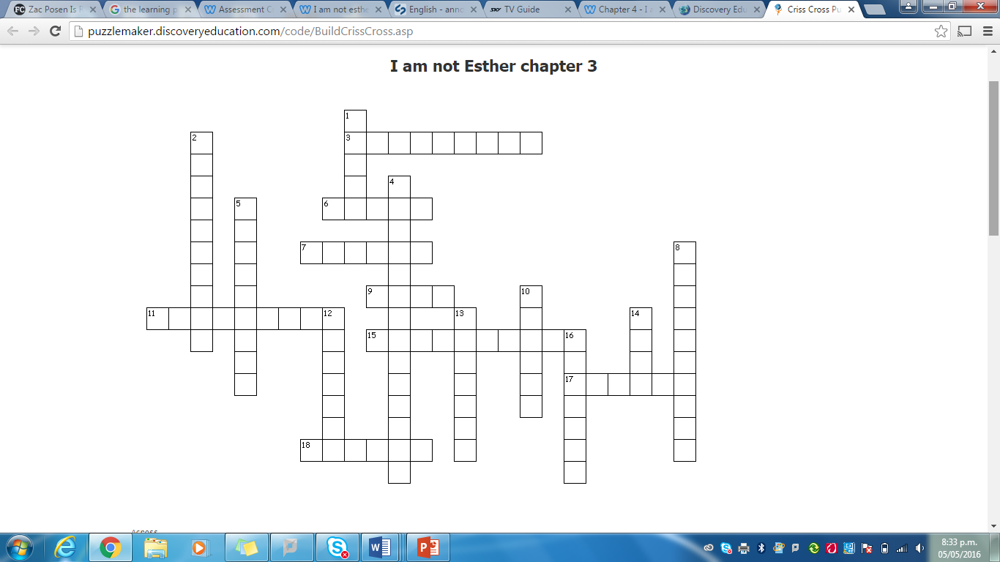 Zac Posen Is R
the learning p
Assessment C
I am not esthe
English - anno
TV Guide
Chapter 4 - I a
Discovery Edu
Criss Cross Pu
puzzlemaker.discoveryeducation.com/code/BuildCrissCross.asp
I am not Esther chapter 3
1
2 3
4
5 6
7 8
9 10
11 12 13 14
15 16
17
18
Across
8:33 p.m.
05/05/2016